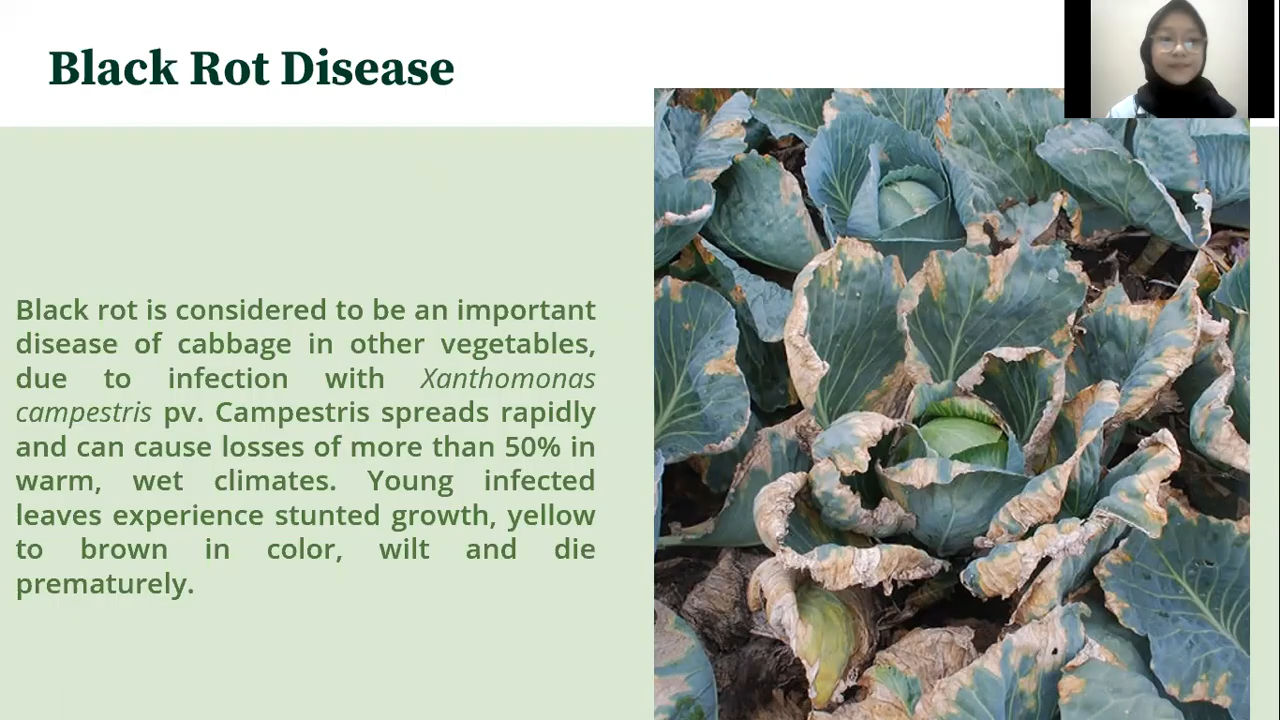 Black Rot Disease
Black rot is considered to be an important
disease of cabbage in other vegetables,
due to infection with Xanthomonas
campestris pv. Campestris spreads rapidly
and can cause losses of more than 50% in
warm, wet climates. Young infected
leaves experience stunted growth, yellow
to brown in color, wilt and die
prematurely.